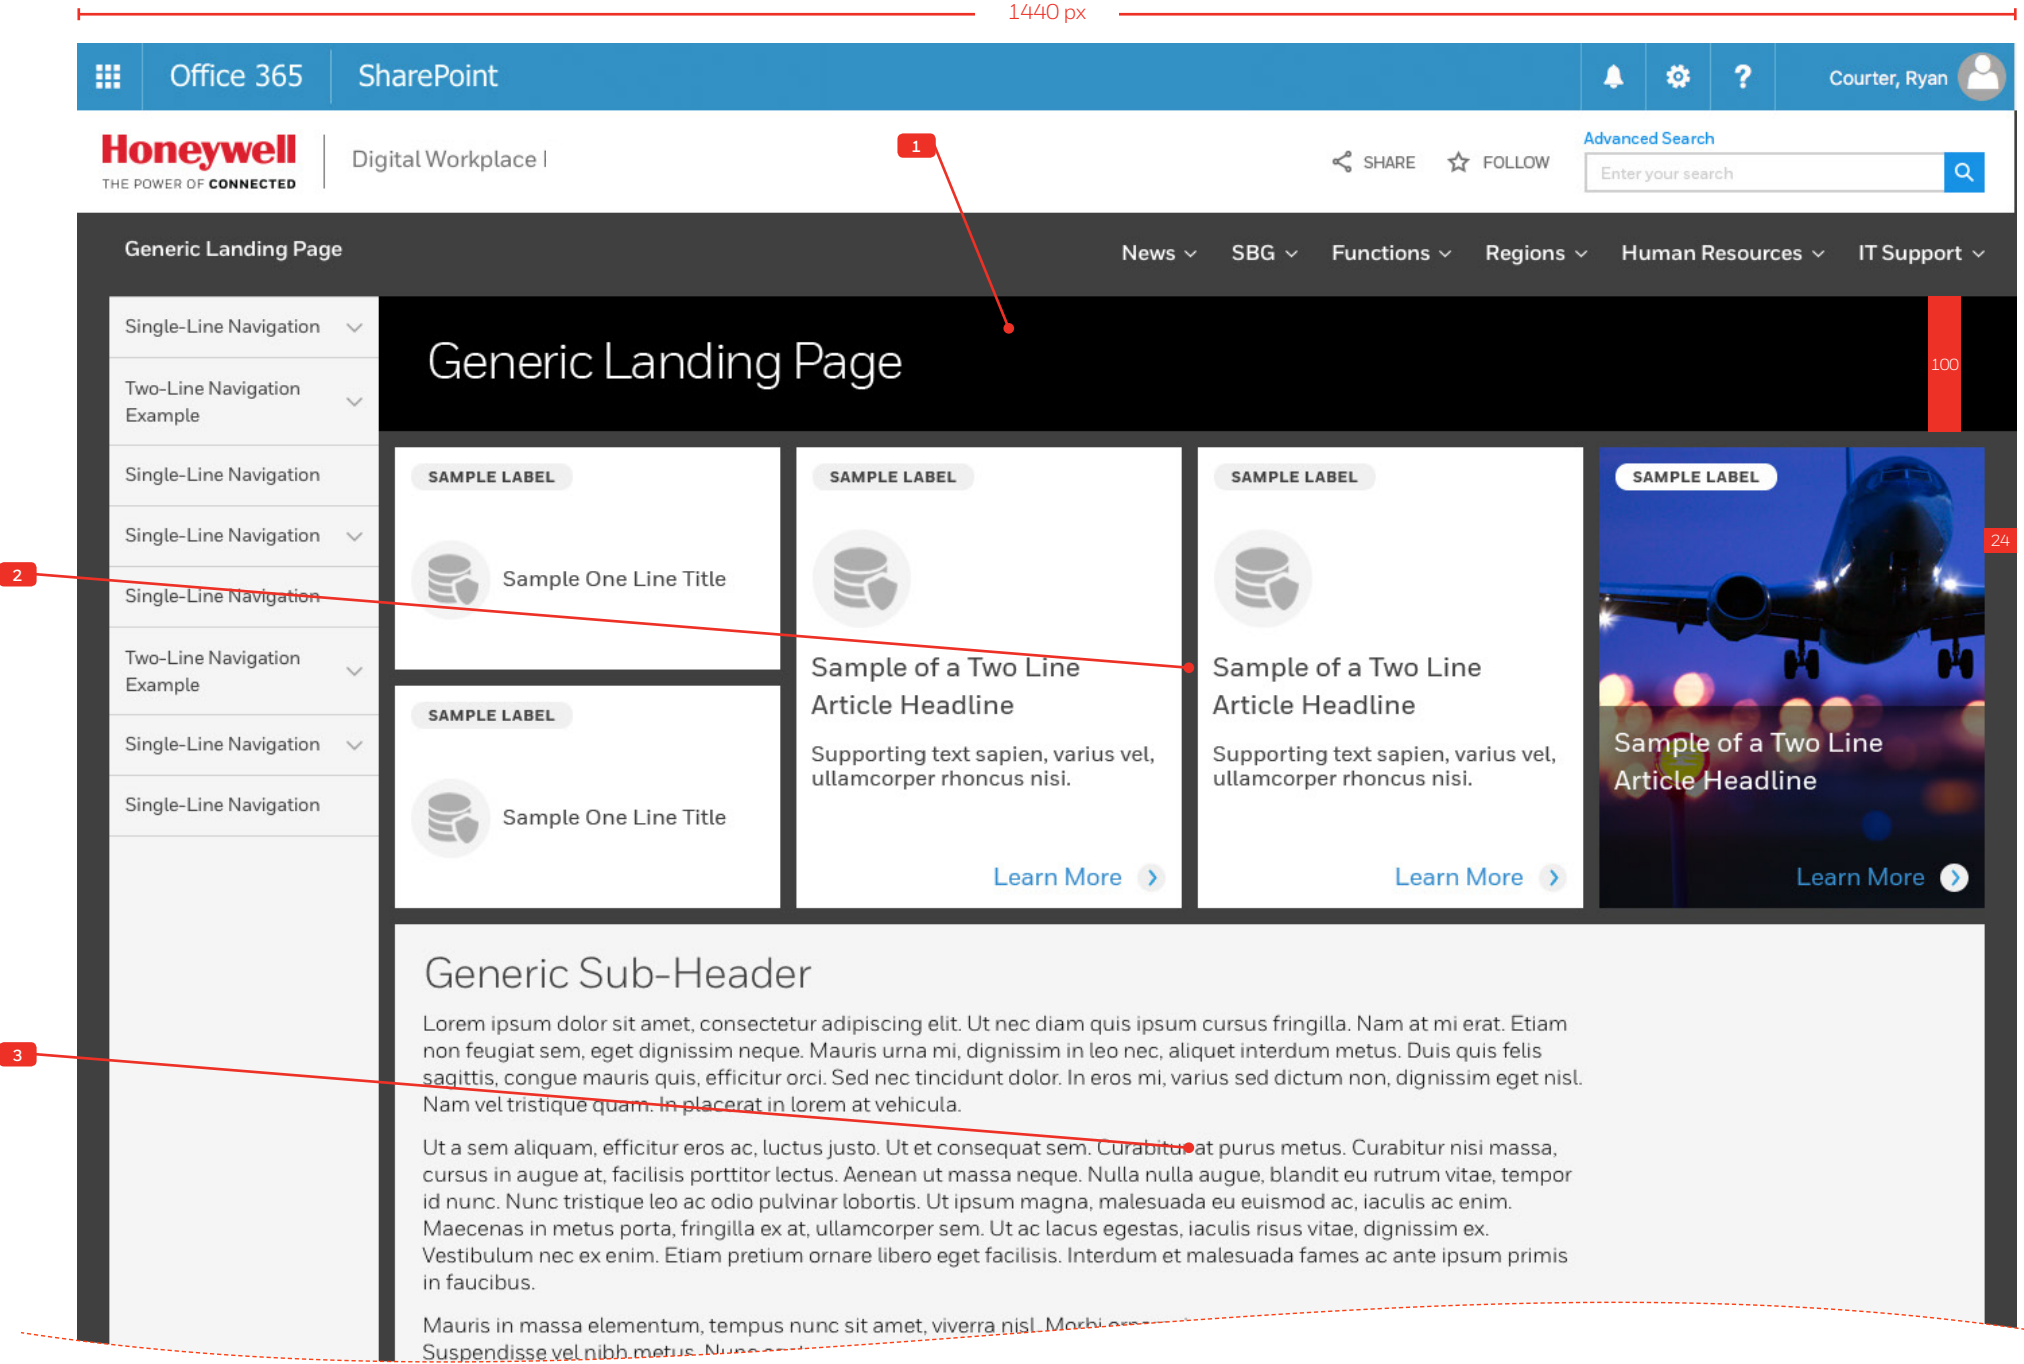 1440 px
Office 365
SharePoint
?
Courter, Ryan
Honeywell
THE POWER OF CONNECTED
Digital Workplace |
1
SHARE
FOLLOW
Advanced Search
Enter your search
Generic Landing Page
News
SBG
Functions
Regions
Human Resources
IT Support
Single-Line Navigation
Two-Line Navigation
Example
Single-Line Navigation
Single-Line Navigation
Single-Line Navigation
Two-Line Navigation
Example
Single-Line Navigation
Single-Line Navigation
Generic Landing Page
100
SAMPLE LABEL
Sample One Line Title
SAMPLE LABEL
Sample One Line Title
SAMPLE LABEL
Sample of a Two Line
Article Headline
Supporting text sapien, varius vel,
ullamcorper rhoncus nisi.
Learn More
SAMPLE LABEL
Sample of a Two Line
Article Headline
Supporting text sapien, varius vel,
ullamcorper rhoncus nisi.
Learn More
SAMPLE LABEL
Sample of a Two Line
Article Headline
Learn More
24
2
Generic Sub-Header
Lorem ipsum dolor sit amet, consectetur adipiscing elit. Ut nec diam quis ipsum cursus fringilla. Nam at mi erat. Etiam
non feugiat sem, eget dignissim neque. Mauris urna mi, dignissim in leo nec, aliquet interdum metus. Duis quis felis
sagittis, congue mauris quis, efficitur orci. Sed nec tincidunt dolor. In eros mi, varius sed dictum non, dignissim eget nisl.
Nam vel tristique quam. In placerat in lorem at vehicula.
3
Ut a sem aliquam, efficitur eros ac, luctus justo. Ut et consequat sem. Curabitur at purus metus. Curabitur nisi massa,
cursus in augue at, facilisis porttitor lectus. Aenean ut massa neque. Nulla nulla augue, blandit eu rutrum vitae, tempor
id nunc. Nunc tristique leo ac odio pulvinar lobortis. Ut ipsum magna, malesuada eu euismod ac, iaculis ac enim.
Maecenas in metus porta, fringilla ex at, ullamcorper sem. Ut ac lacus egestas, iaculis risus vitae, dignissim ex.
Vestibulum nec ex enim. Etiam pretium ornare libero eget facilisis. Interdum et malesuada fames ac ante ipsum primis
in faucibus.
Mauris in massa elementum, tempus nunc sit amet, viverra nisl. Morbi
Suspendisse vel nibh metus. Nunc